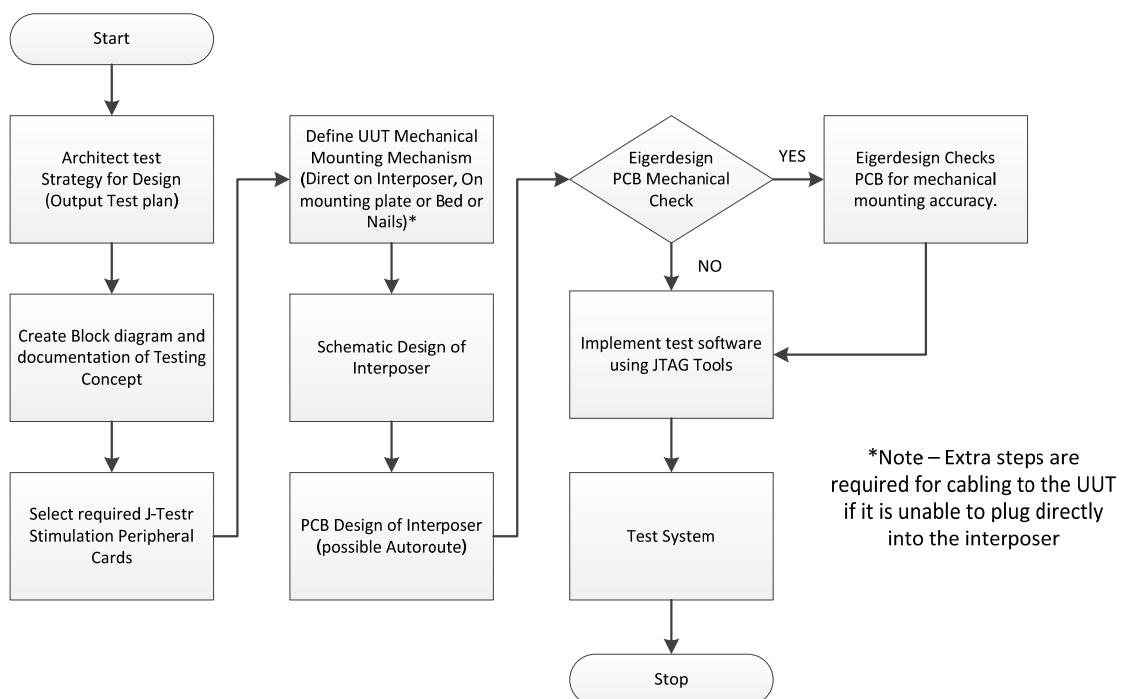 Start
Architect test
Strategy for Design
(Output Test plan)
Create Block diagram and
documentation of Testing
Concept
Select required J-Testr
Stimulation Peripheral
Cards
Define UUT Mechanical
Mounting Mechanism
(Direct on Interposer, On
mounting plate or Bed or
Nails)*
Schematic Design of
Interposer
PCB Design of Interposer
(possible Autoroute)
Eigerdesign
PCB Mechanical
Check
YES
Eigerdesign Checks
PCB for mechanical
mounting accuracy.
NO
Implement test software
using JTAG Tools
Test System
Stop
*Note – Extra steps are
required for cabling to the UUT
if it is unable to plug directly
into the interposer